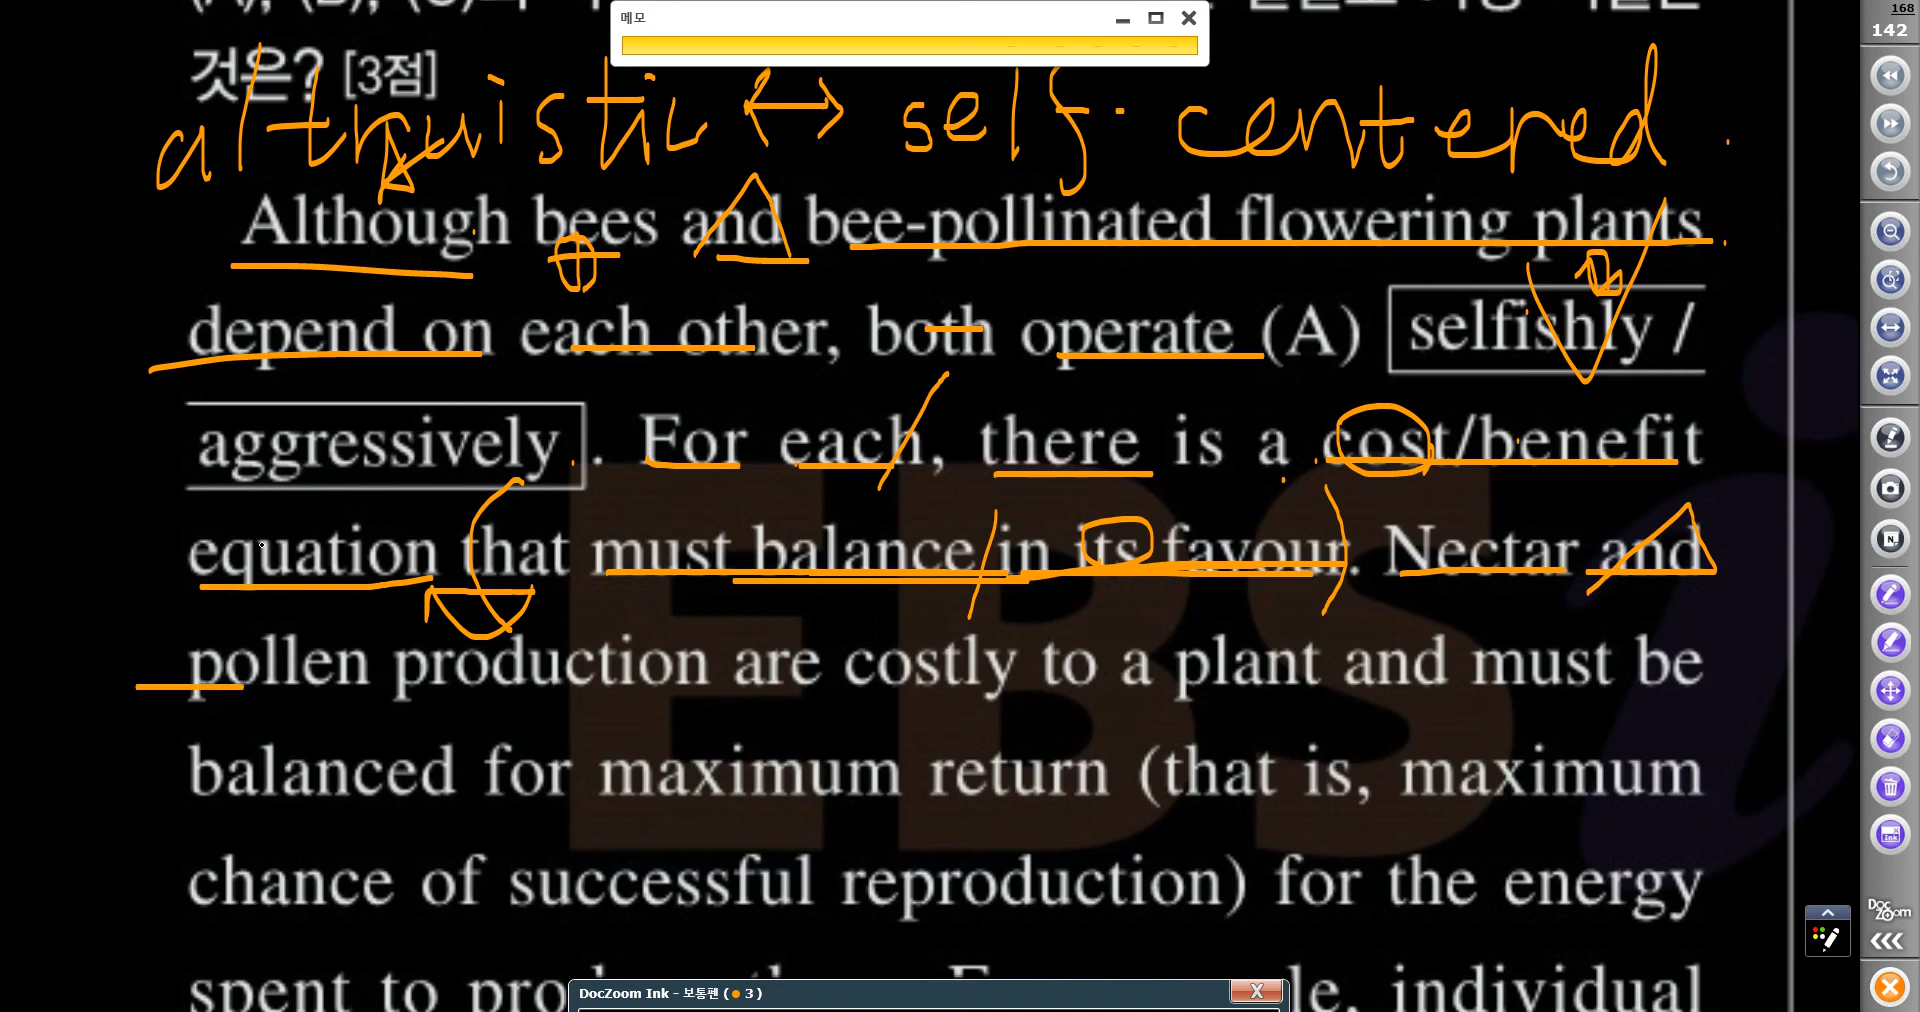 168
142
메모
것은? [3점]
altruistic ↔ self-centered.
Although bees and bee-pollinated flowering plants
depend on each other, both operate (A) selfishly /
aggressively. For each, there is a cost/benefit
equation that must balance in its favour. Nectar and
pollen production are costly to a plant and must be
balanced for maximum return (that is, maximum
chance of successful reproduction) for the energy
spent to individual
EBSi
DocZoom
DocZoom Ink - 보통펜 ( 3 )